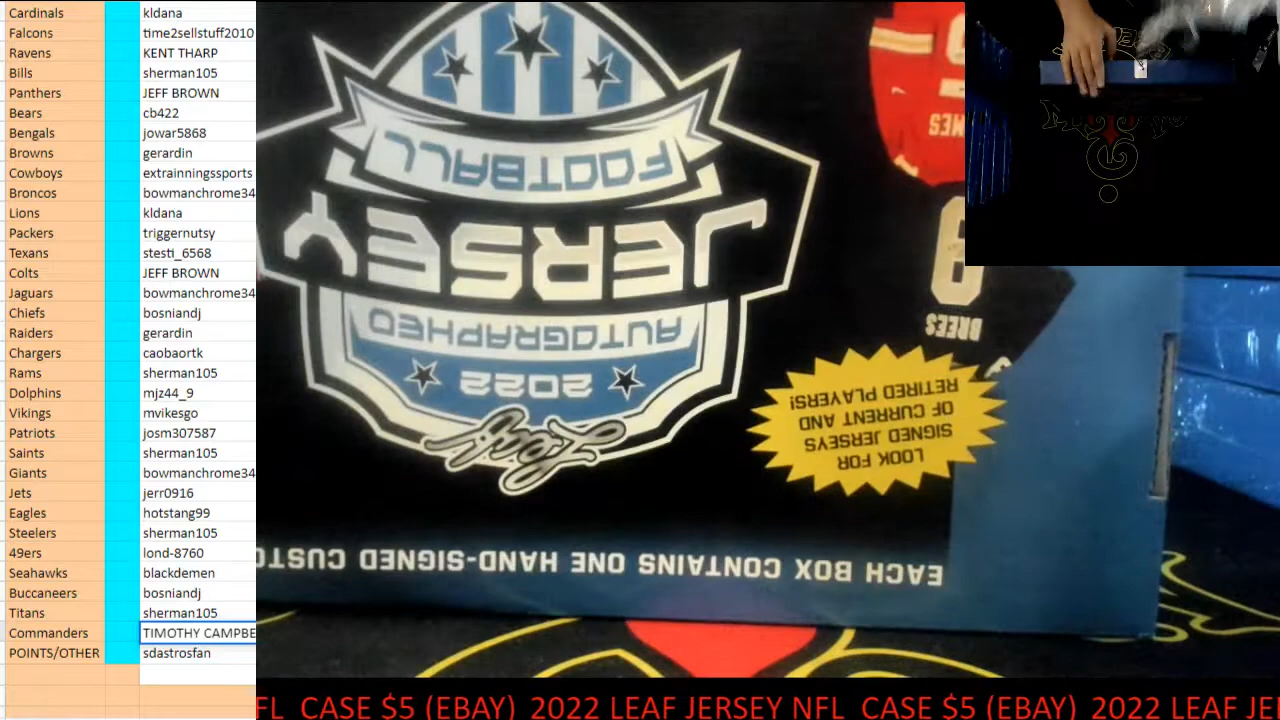 Cardinals kldana
Falcons time2sellstuff2010
Ravens KENT THARP
Bills sherman105
Panthers JEFF BROWN
Bears cb422
Bengals jowar5868
Browns gerardin
Cowboys extrainningssports
Broncos bowmanchrome34
Lions kldana
Packers triggernutsy
Texans stesti_6568
Colts JEFF BROWN
Jaguars bowmanchrome34
Chiefs bosniandj
Raiders gerardin
Chargers caobaortk
Rams sherman105
Dolphins mjz44_9
Vikings mvikesgo
Patriots josm307587
Saints sherman105
Giants bowmanchrome34
Jets jerr0916
Eagles hotstang99
Steelers sherman105
49ers lond-8760
Seahawks blackdemen
Buccaneers bosniandj
Titans sherman105
Commanders TIMOTHY CAMPBE
POINTS/OTHER sdastrosfan
EACH BOX CONTAINS ONE HAND-SIGNED CUSTO
Leaf
2022
AUTOGRAPHED
JERSEY
FOOTBALL
LOOK FOR
SIGNED JERSEYS
OF CURRENT AND
RETIRED PLAYERS!
BREES
9
FL CASE $5 (EBAY) 2022 LEAF JERSEY NFL CASE $5 (EBAY) 2022 LEAF JE